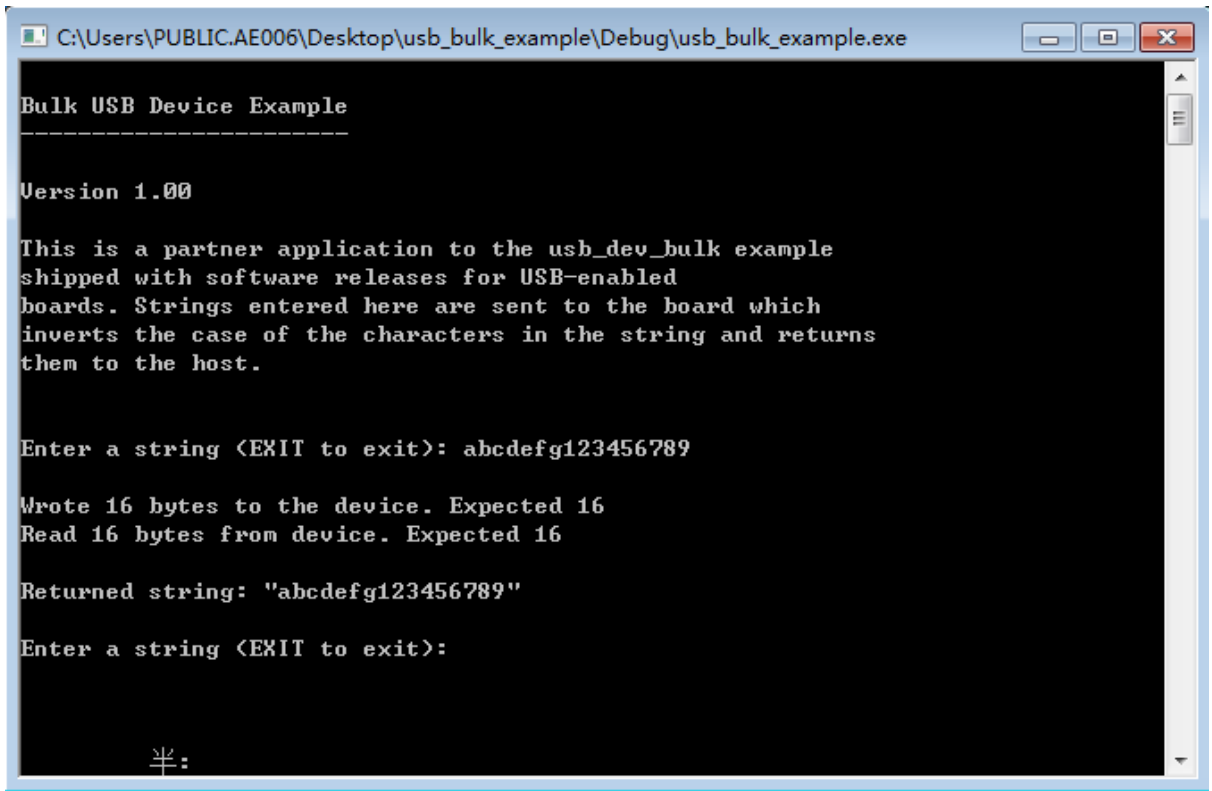 C:\Users\PUBLIC.AE006\Desktop\usb_bulk_example\Debug\usb_bulk_example.exe
Bulk USB Device Example
-----------------------
Version 1.00
This is a partner application to the usb_dev_bulk example
shipped with software releases for USB-enabled
boards. Strings entered here are sent to the board which
inverts the case of the characters in the string and returns
them to the host.
Enter a string (EXIT to exit): abcdefg123456789
Wrote 16 bytes to the device. Expected 16
Read 16 bytes from device. Expected 16
Returned string: "abcdefg123456789"
Enter a string (EXIT to exit):
半: